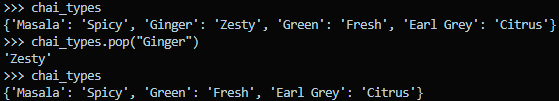 >>> chai_types
{'Masala': 'Spicy', 'Ginger': 'Zesty', 'Green': 'Fresh', 'Earl Grey': 'Citrus'}
>>> chai_types.pop("Ginger")
'Zesty'
>>> chai_types
{'Masala': 'Spicy', 'Green': 'Fresh', 'Earl Grey': 'Citrus'}